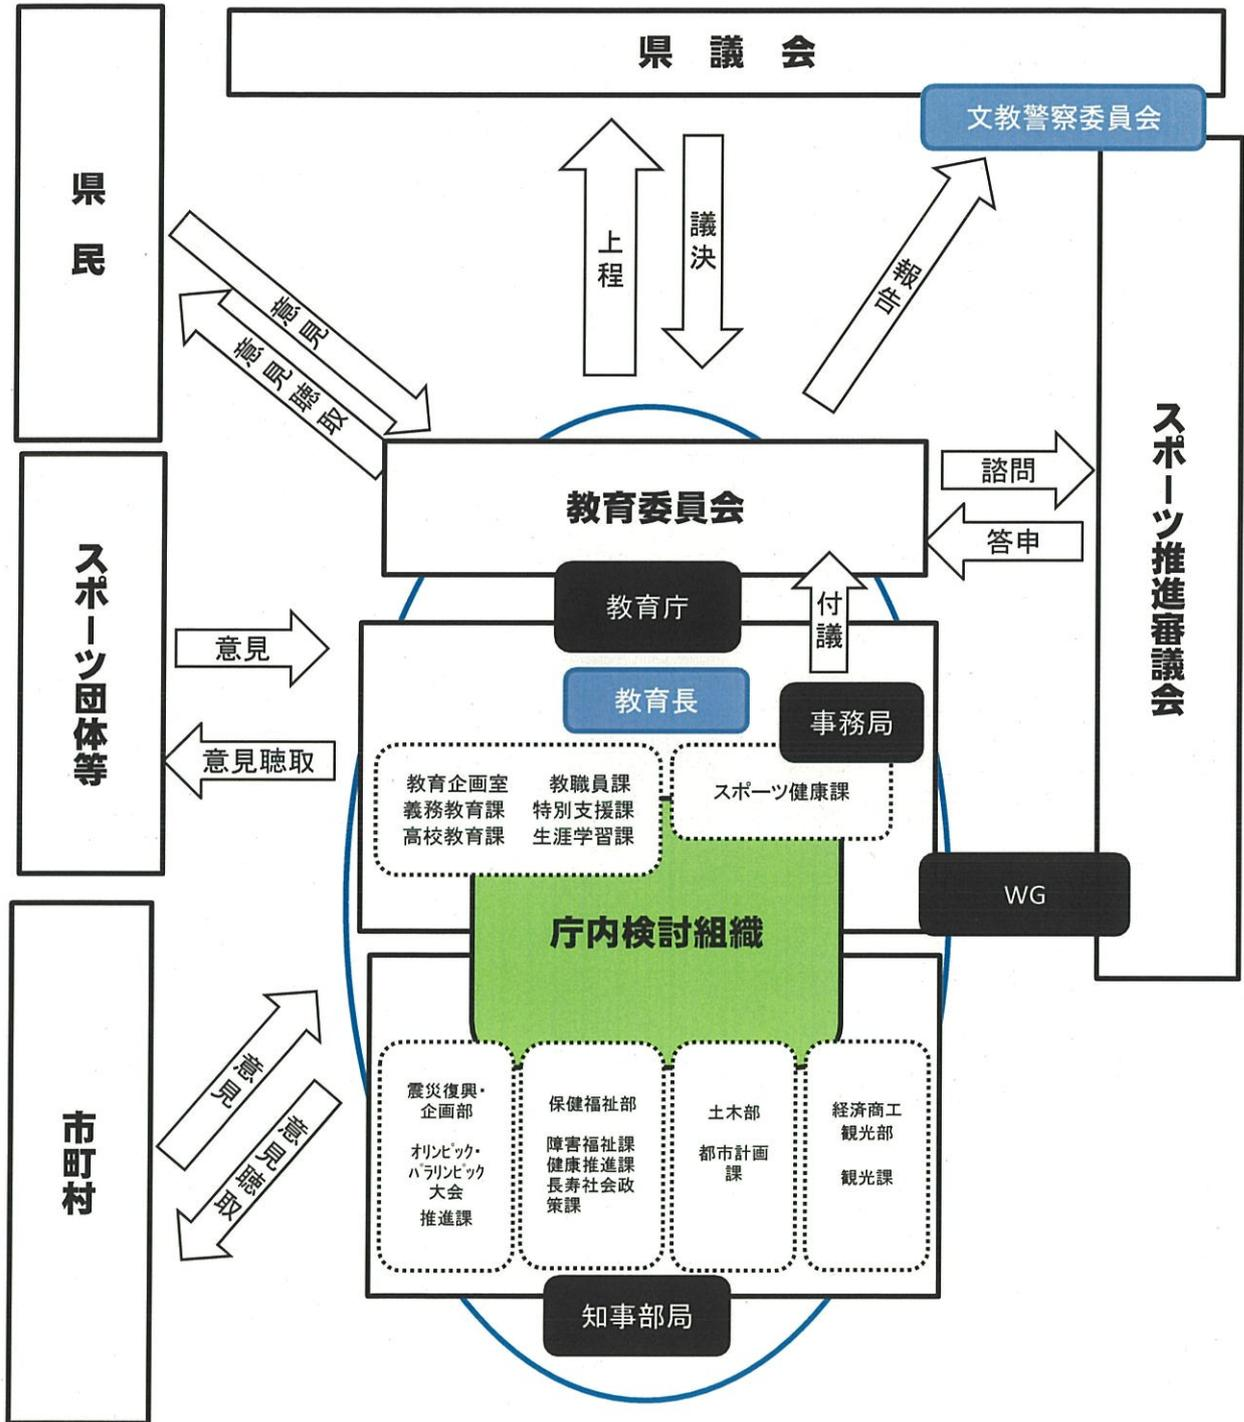 県議会
文教警察委員会
県民
上程
議決
報告
意見
意見聴取
教育委員会
諮問
答申
スポーツ推進審議会
スポーツ団体等
意見
意見聴取
教育庁
付議
教育長
事務局
教育企画室 教職員課
義務教育課 特別支援課
高校教育課 生涯学習課
スポーツ健康課
WG
庁内検討組織
市町村
意見
意見聴取
震災復興・
企画部
オリンピック・
パラリンピック
大会
推進課
保健福祉部
障害福祉課
健康推進課
長寿社会政
策課
土木部
都市計画
課
経済商工
観光部
観光課
知事部局